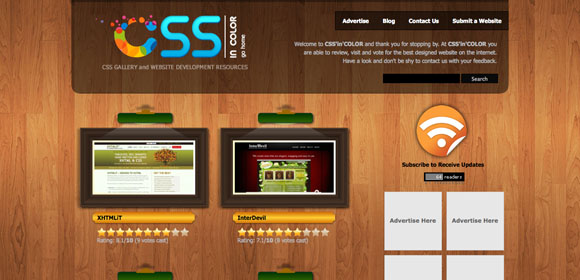 Advertise Blog Contact Us Submit a Website
CSS
IN COLOR
go home
CSS GALLERY and WEBSITE DEVELOPMENT RESOURCES
Welcome to CSS'in'COLOR and thank you for stopping by. At CSS'in'COLOR you
are able to review, visit and vote for the best designed website on the internet.
Have a look and don't be shy to contact us with your feedback.
Search
InterDevil
XHTMLiT
Rating: 8.1/10 (9 votes cast)
InterDevil
Rating: 7.1/10 (8 votes cast)
Subscribe to Receive Updates
readers
Advertise Here
Advertise Here